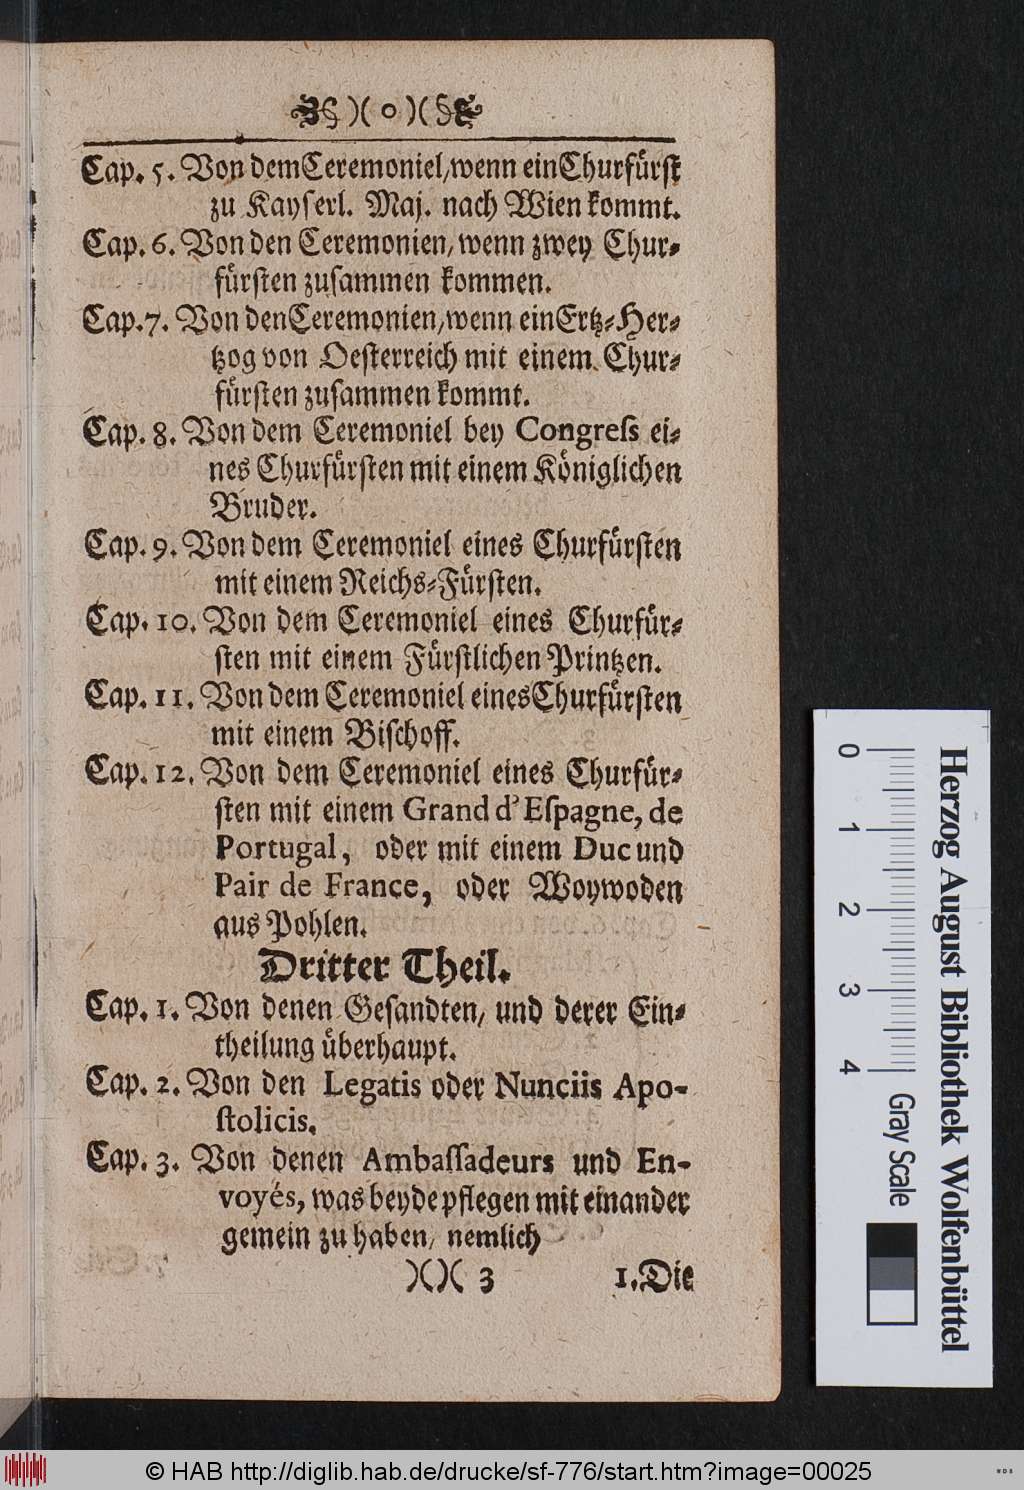 )( o )(
Cap. 5. Von dem Ceremoniel, wenn ein Churfürst
zu Kayserl. Maj. nach Wien kommt.
Cap. 6. Von den Ceremonien, wenn zwey Chur-
fürsten zusammen kommen.
Cap. 7. Von den Ceremonien, wenn ein Ertz-Her-
tzog von Oesterreich mit einem Chur-
fürsten zusammen kommt.
Cap. 8. Von dem Ceremoniel bey Congreſs ei-
nes Churfürsten mit einem Königlichen
Bruder.
Cap. 9. Von dem Ceremoniel eines Churfürsten
mit einem Reichs-Fürsten.
Cap. 10. Von dem Ceremoniel eines Churfür-
sten mit einem Fürstlichen Printzen.
Cap. 11. Von dem Ceremoniel eines Churfürsten
mit einem Bischoff.
Cap. 12. Von dem Ceremoniel eines Churfür-
sten mit einem Grand d'Eſpagne, de
Portugal, oder mit einem Duc und
Pair de France, oder Woywoden
aus Pohlen.
Dritter Theil.
Cap. 1. Von denen Gesandten, und derer Ein-
theilung überhaupt.
Cap. 2. Von den Legatis oder Nunciis Apo-
ſtolicis.
Cap. 3. Von denen Ambaſſadeurs und En-
voyés, was beyde pflegen mit einander
gemein zu haben, nemlich
)()( 3 1. Die
Herzog August Bibliothek Wolfenbüttel
0 1 2 3 4 Gray Scale
© HAB http://diglib.hab.de/drucke/sf-776/start.htm?image=00025